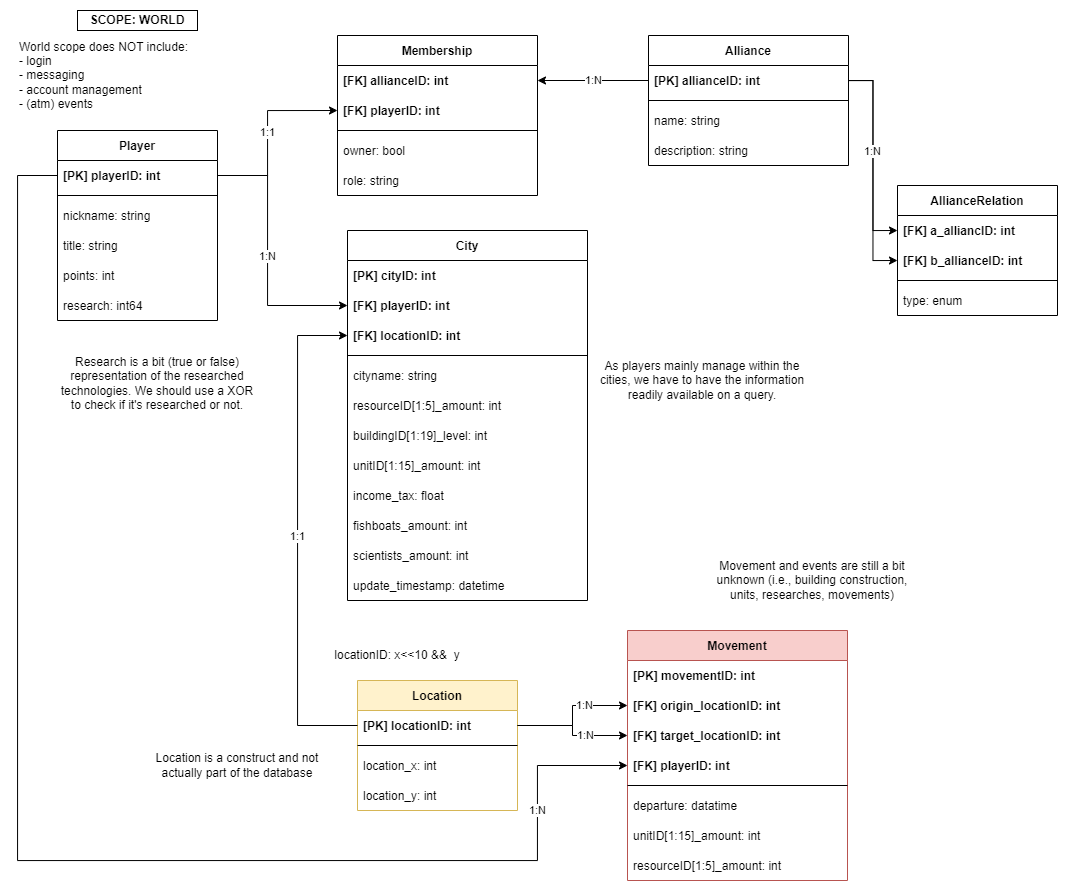 SCOPE: WORLD
World scope does NOT include:
- login
- messaging
- account management
- (atm) events
Player
[PK] playerID: int
nickname: string
title: string
points: int
research: int64
Research is a bit (true or false)
representation of the researched
technologies. We should use a XOR
to check if it's researched or not.
1:1
1:N
Membership
[FK] allianceID: int
[FK] playerID: int
owner: bool
role: string
1:N
Alliance
[PK] allianceID: int
name: string
description: string
1:N
AllianceRelation
[FK] a_alliancID: int
[FK] b_allianceID: int
type: enum
City
[PK] cityID: int
[FK] playerID: int
[FK] locationID: int
cityname: string
resourceID[1:5]_amount: int
buildingID[1:19]_level: int
unitID[1:15]_amount: int
income_tax: float
fishboats_amount: int
scientists_amount: int
update_timestamp: datetime
As players mainly manage within the
cities, we have to have the information
readily available on a query.
1:1
locationID: x<<10 && y
Location
[PK] locationID: int
location_x: int
location_y: int
Location is a construct and not
actually part of the database
1:N
1:N
1:N
Movement and events are still a bit
unknown (i.e., building construction,
units, researches, movements)
Movement
[PK] movementID: int
[FK] origin_locationID: int
[FK] target_locationID: int
[FK] playerID: int
departure: datatime
unitID[1:15]_amount: int
resourceID[1:5]_amount: int